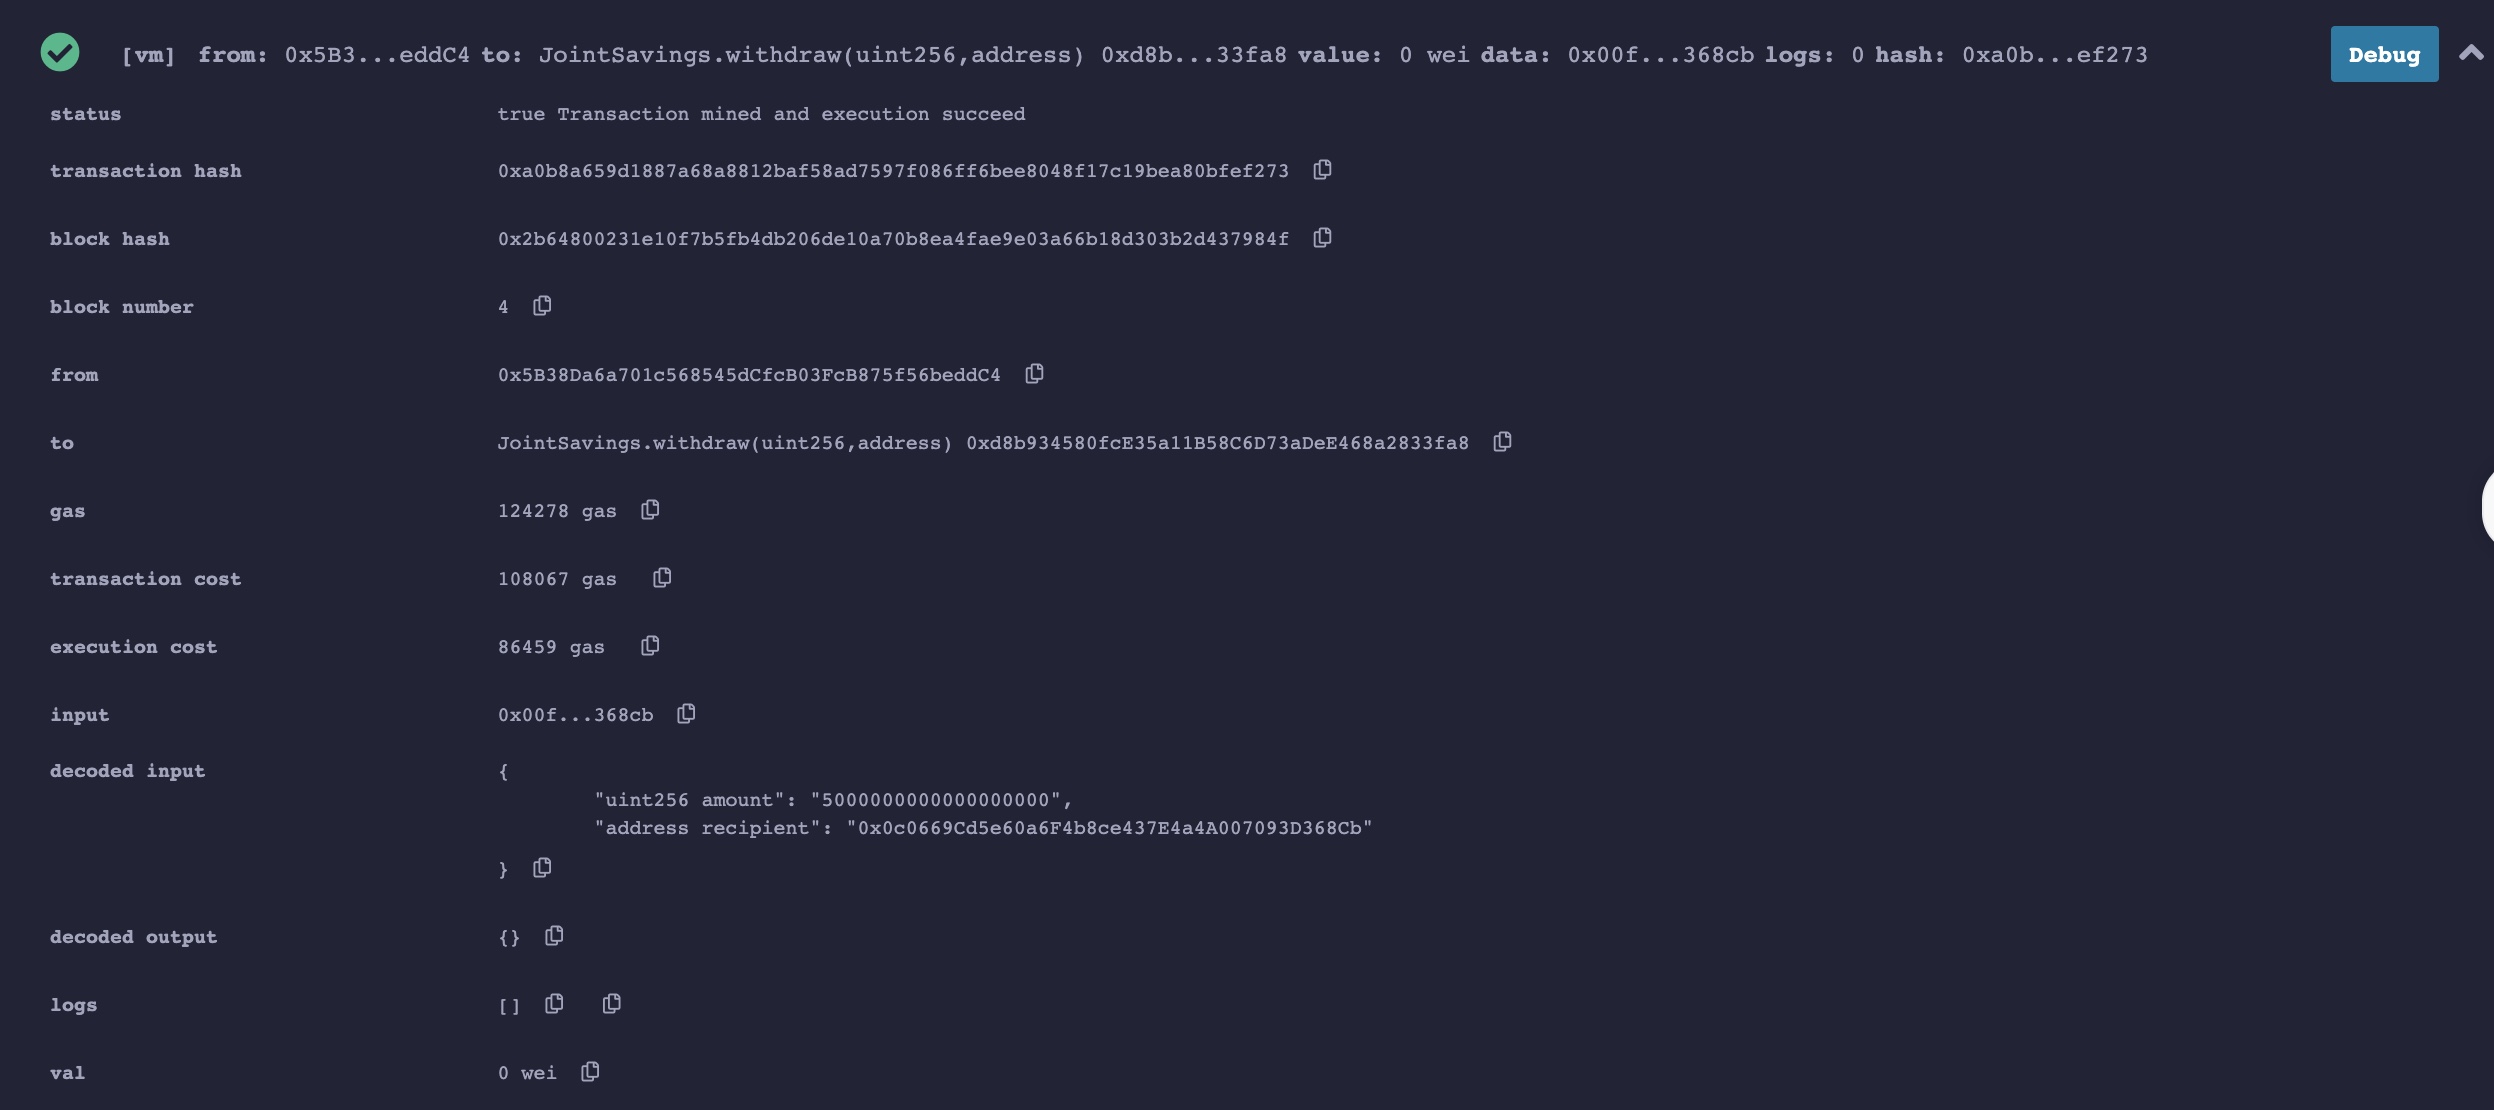 [vm] from: 0x5B3...eddC4 to: JointSavings.withdraw(uint256,address) 0xd8b...33fa8 value: 0 wei data: 0x00f...368cb logs: 0 hash: 0xa0b...ef273 Debug
status true Transaction mined and execution succeed
transaction hash 0xa0b8a659d1887a68a8812baf58ad7597f086ff6bee8048f17c19bea80bfef273
block hash 0x2b64800231e10f7b5fb4db206de10a70b8ea4fae9e03a66b18d303b2d437984f
block number 4
from 0x5B38Da6a701c568545dCfcB03FcB875f56beddC4
to JointSavings.withdraw(uint256,address) 0xd8b934580fcE35a11B58C6D73aDeE468a2833fa8
gas 124278 gas
transaction cost 108067 gas
execution cost 86459 gas
input 0x00f...368cb
decoded input {
"uint256 amount": "5000000000000000000",
"address recipient": "0x0c0669Cd5e60a6F4b8ce437E4a4A007093D368Cb"
}
decoded output {}
logs []
val 0 wei